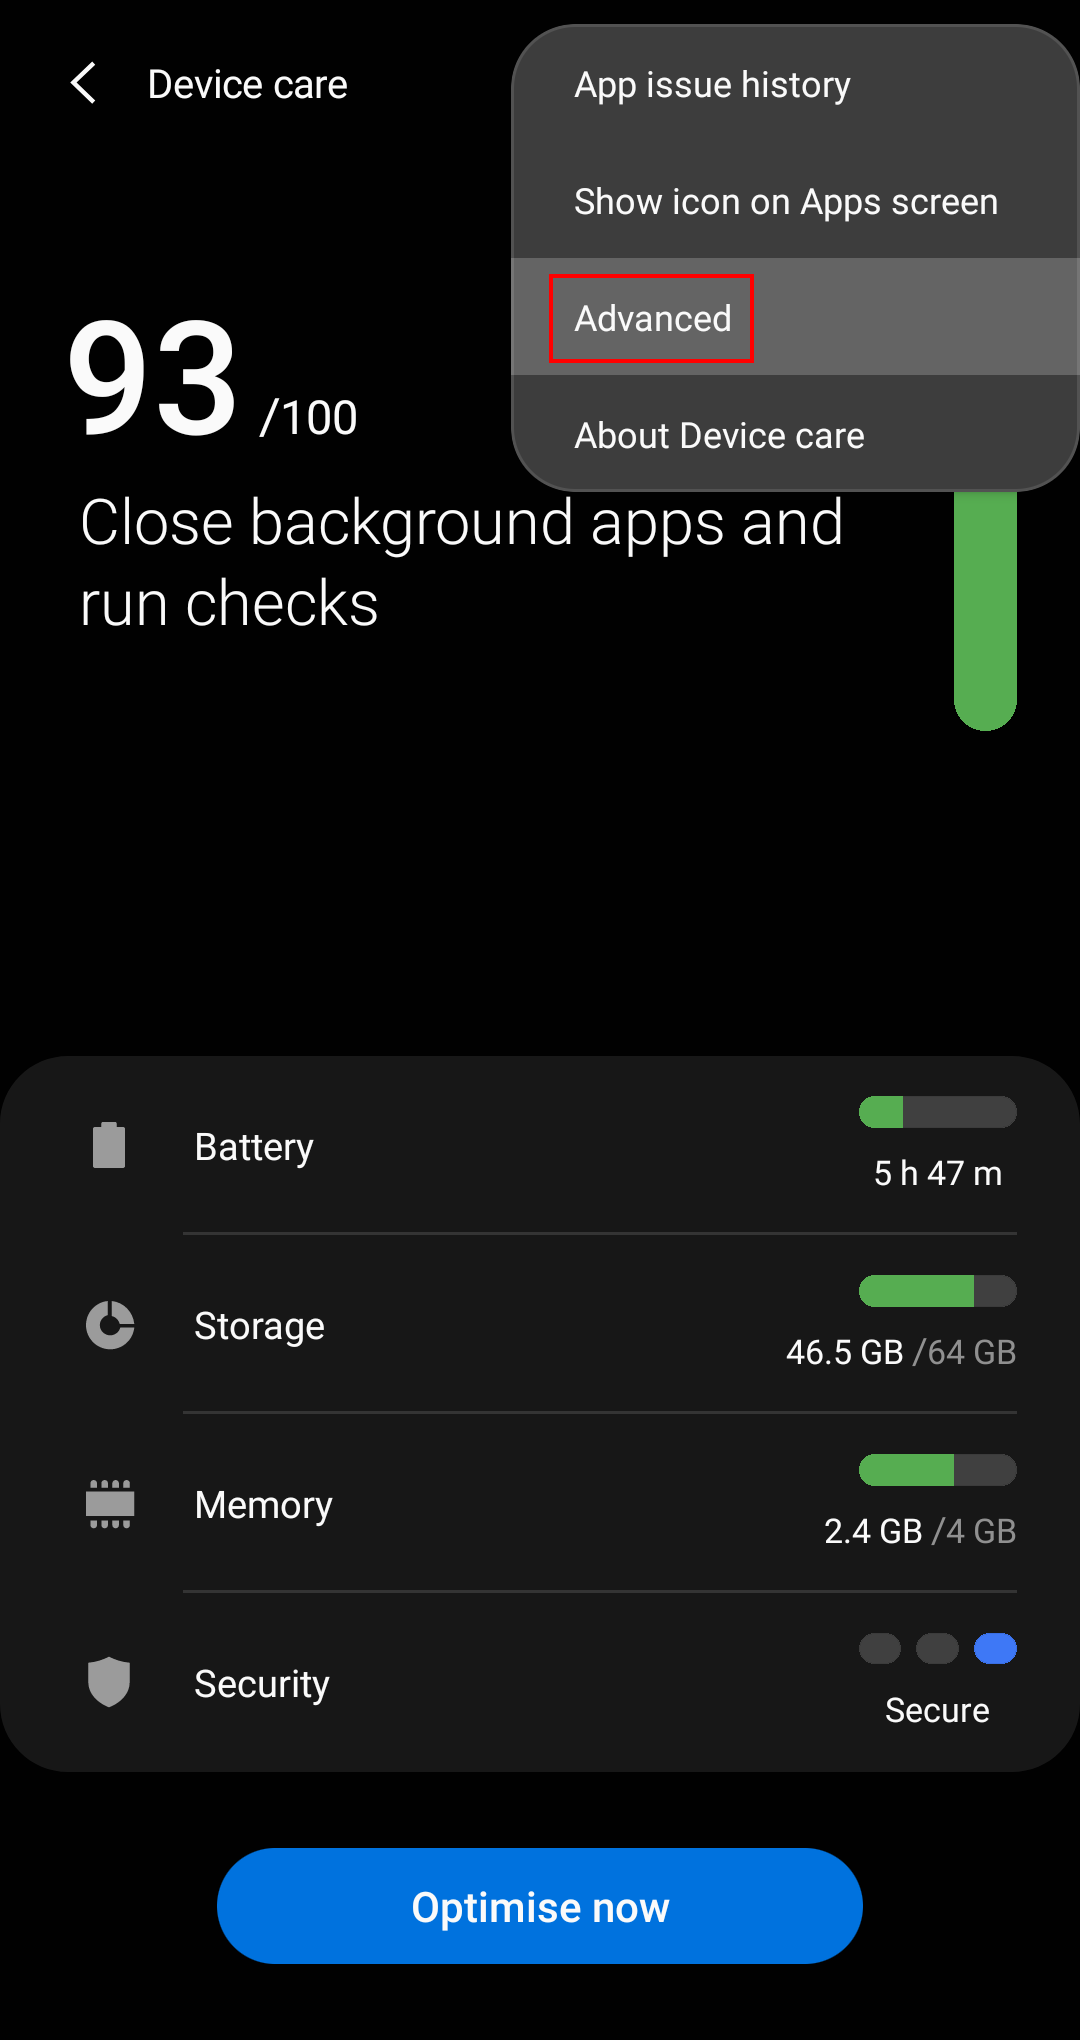 Device care
App issue history
Show icon on Apps screen
Advanced
About Device care
93 /100
Close background apps and
run checks
Battery
5 h 47 m
Storage
46.5 GB /64 GB
Memory
2.4 GB /4 GB
Security
Secure
Optimise now